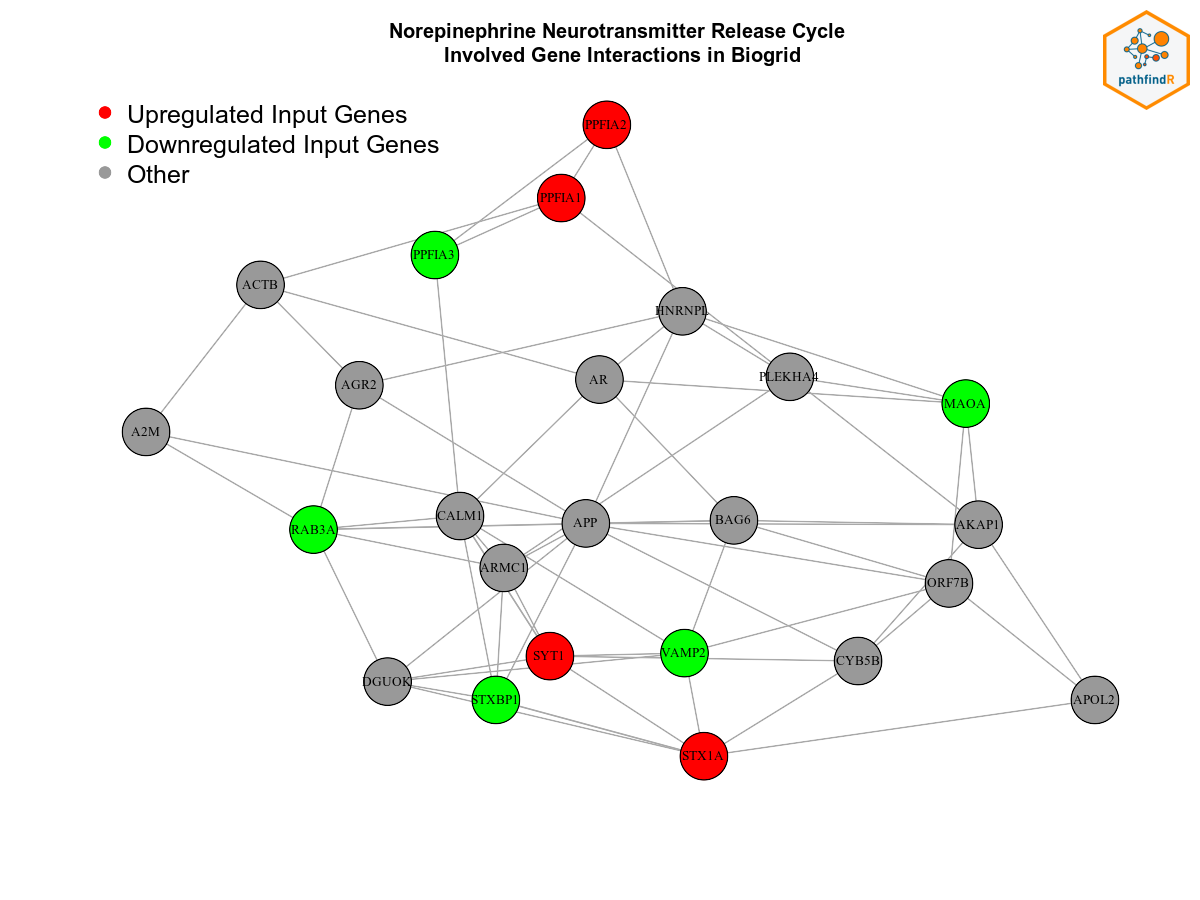 Norepinephrine Neurotransmitter Release Cycle
Involved Gene Interactions in Biogrid
pathfindR
Upregulated Input Genes
Downregulated Input Genes
Other
PPFIA2
PPFIA1
PPFIA3
ACTB
HNRNPL
AGR2
AR
PLEKHA4
MAOA
A2M
RAB3A
CALM1
APP
BAG6
AKAP1
ARMC1
ORF7B
SYT1
VAMP2
CYB5B
DGUOK
STXBP1
APOL2
STX1A